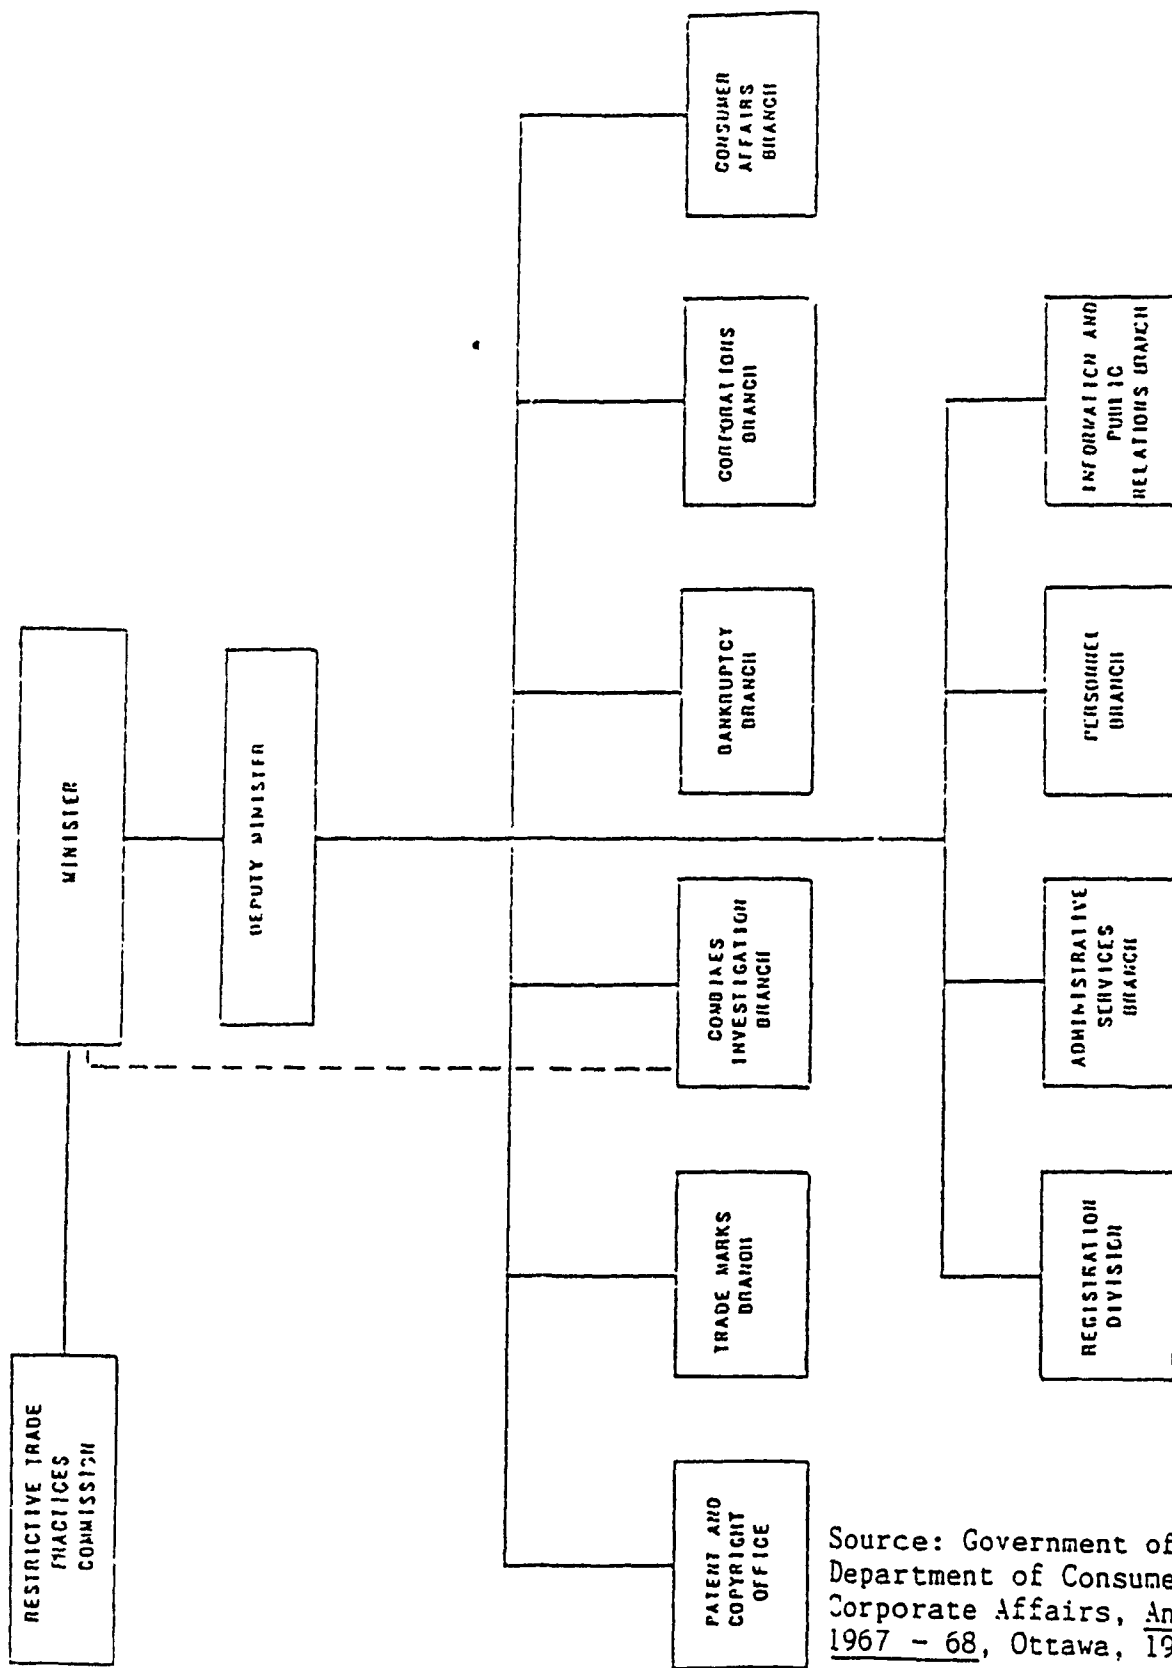 MINISTER
RESTRICTIVE TRADE
PRACTICES
COMMISSION
DEPUTY MINISTER
PATENT AND
COPYRIGHT
OFFICE
TRADE MARKS
BRANCH
COMBINES
INVESTIGATION
BRANCH
BANKRUPTCY
BRANCH
CORPORATIONS
BRANCH
CONSUMER
AFFAIRS
BRANCH
REGISTRATION
DIVISION
ADMINISTRATIVE
SERVICES
BRANCH
PERSONNEL
BRANCH
INFORMATION AND
PUBLIC
RELATIONS BRANCH
Source: Government of
Department of Consume
Corporate Affairs, An
1967 - 68, Ottawa, 19